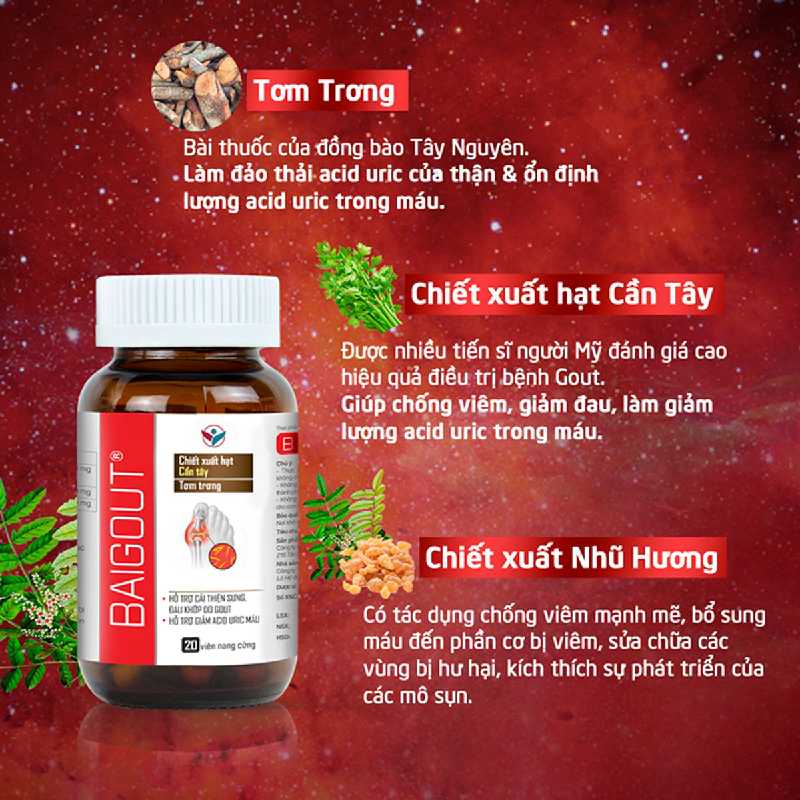 Tơm Trơng
Bài thuốc của đồng bào Tây Nguyên.
Làm đảo thải acid uric của thận & ổn định
lượng acid uric trong máu.
Chiết xuất hạt Cần Tây
Được nhiều tiến sĩ người Mỹ đánh giá cao
hiệu quả điều trị bệnh Gout.
Giúp chống viêm, giảm đau, làm giảm
lượng acid uric trong máu.
Chiết xuất Nhũ Hương
Có tác dụng chống viêm mạnh mẽ, bổ sung
máu đến phần cơ bị viêm, sửa chữa các
vùng bị hư hại, kích thích sự phát triển của
các mô sụn.
BAIGOUT®
Chiết xuất hạt
Cần tây
Tơm trơng
• HỖ TRỢ CẢI THIỆN SƯNG,
ĐAU KHỚP DO GOUT
• HỖ TRỢ GIẢM ACID URIC MÁU
20 viên nang cứng